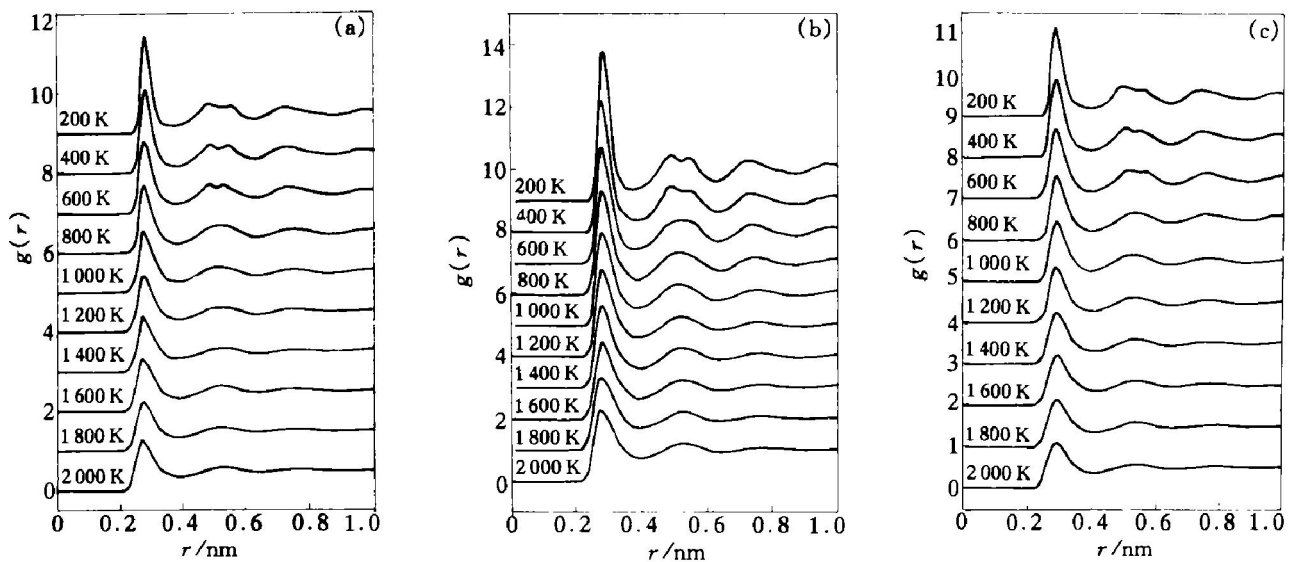 (a)
12
10
8
6
4
2
0
g(r)
200 K
400 K
600 K
800 K
1 000 K
1 200 K
1 400 K
1 600 K
1 800 K
2 000 K
0 0.2 0.4 0.6 0.8 1.0
r/nm
(b)
14
12
10
8
6
4
2
0
g(r)
200 K
400 K
600 K
800 K
1 000 K
1 200 K
1 400 K
1 600 K
1 800 K
2 000 K
0 0.2 0.4 0.6 0.8 1.0
r/nm
(c)
11
10
9
8
7
6
5
4
3
2
1
0
g(r)
200 K
400 K
600 K
800 K
1 000 K
1 200 K
1 400 K
1 600 K
1 800 K
2 000 K
0 0.2 0.4 0.6 0.8 1.0
r/nm